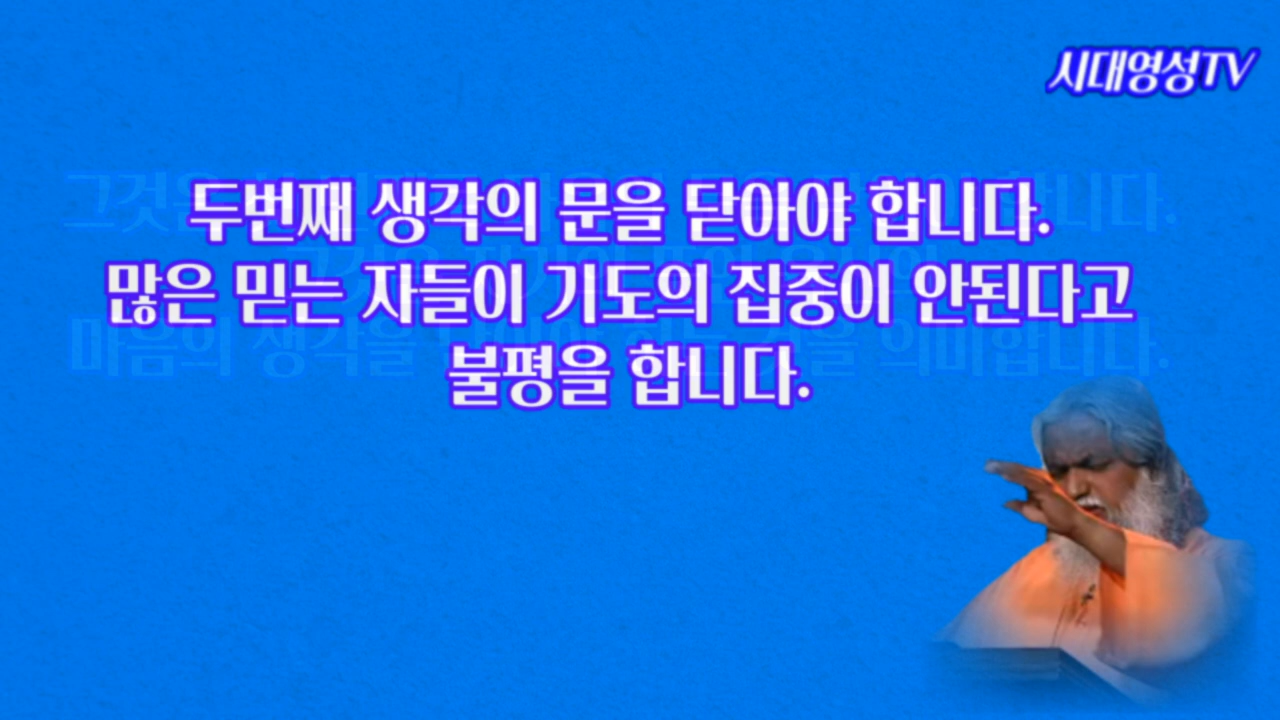 시대영성TV
두번째 생각의 문을 닫아야 합니다.
많은 믿는 자들이 기도의 집중이 안된다고
불평을 합니다.